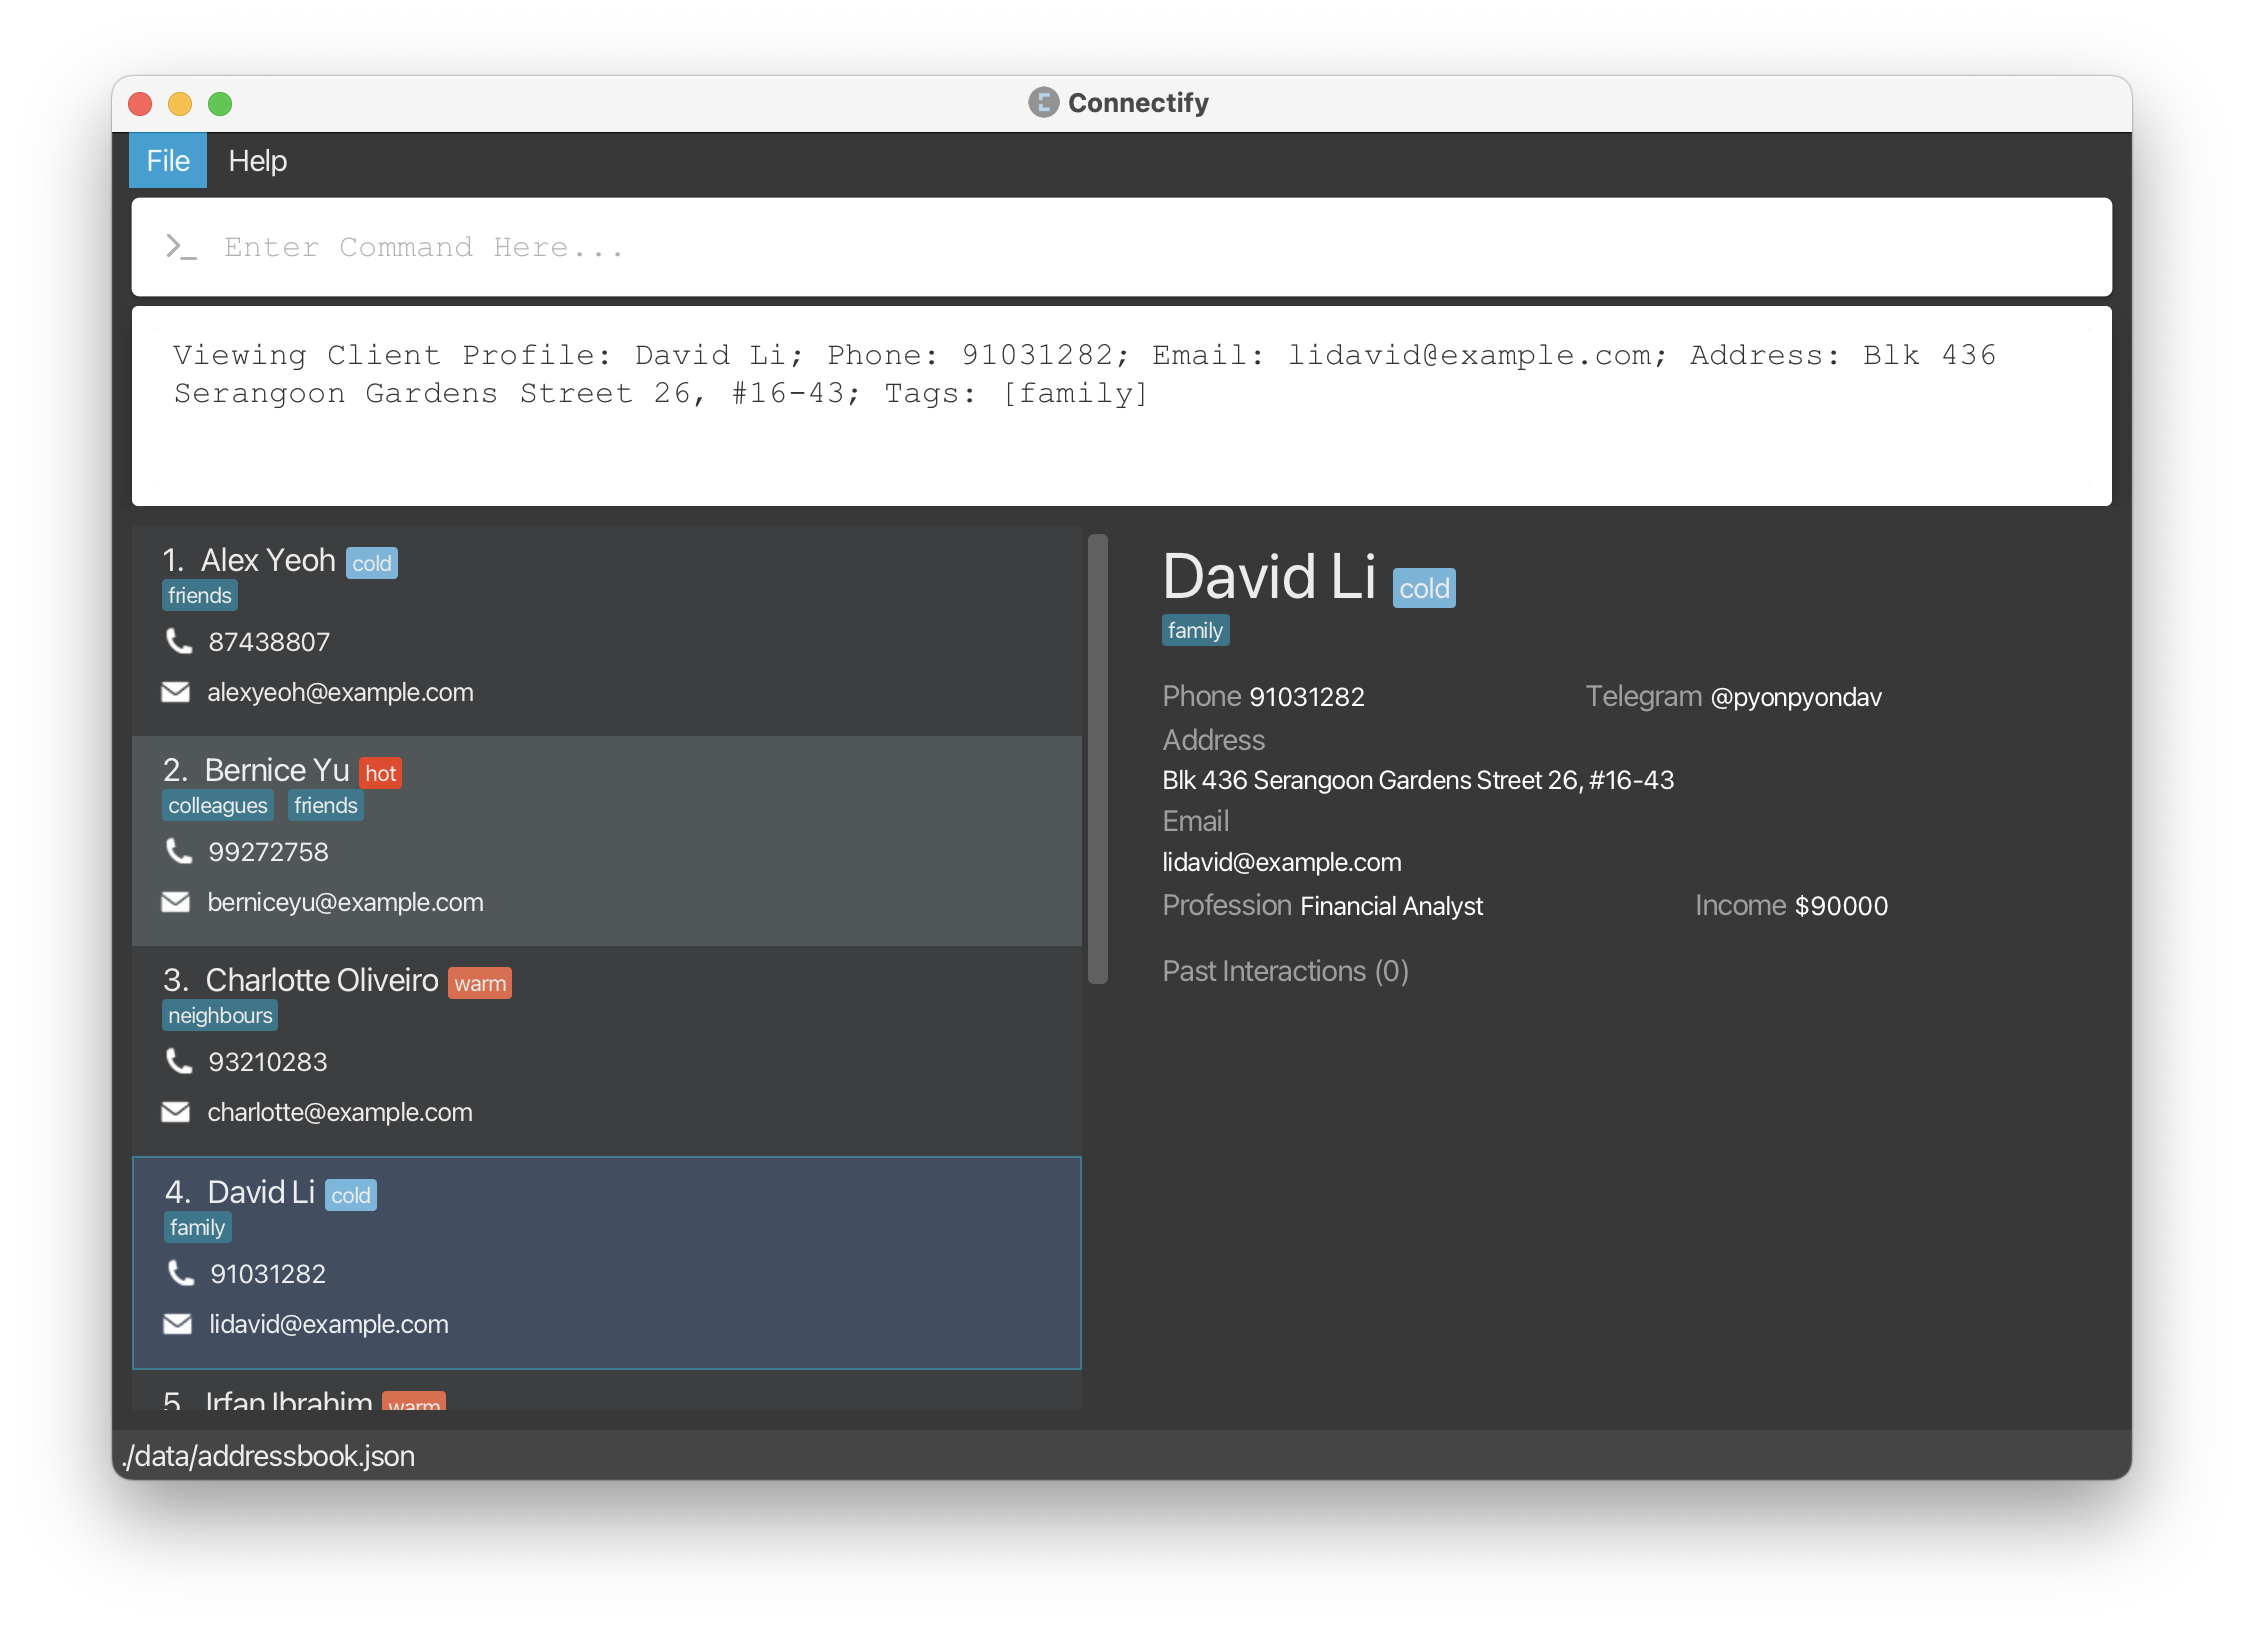 Connectify
File Help
Enter Command Here...
Viewing Client Profile: David Li; Phone: 91031282; Email: lidavid@example.com; Address: Blk 436
Serangoon Gardens Street 26, #16-43; Tags: [family]
1. Alex Yeoh cold
friends
87438807
alexyeoh@example.com
2. Bernice Yu hot
colleagues friends
99272758
berniceyu@example.com
3. Charlotte Oliveiro warm
neighbours
93210283
charlotte@example.com
4. David Li cold
family
91031282
lidavid@example.com
5. Irfan Ibrahim warm
David Li cold
family
Phone 91031282 Telegram @pyonpyondav
Address
Blk 436 Serangoon Gardens Street 26, #16-43
Email
lidavid@example.com
Profession Financial Analyst Income $90000
Past Interactions (0)
./data/addressbook.json